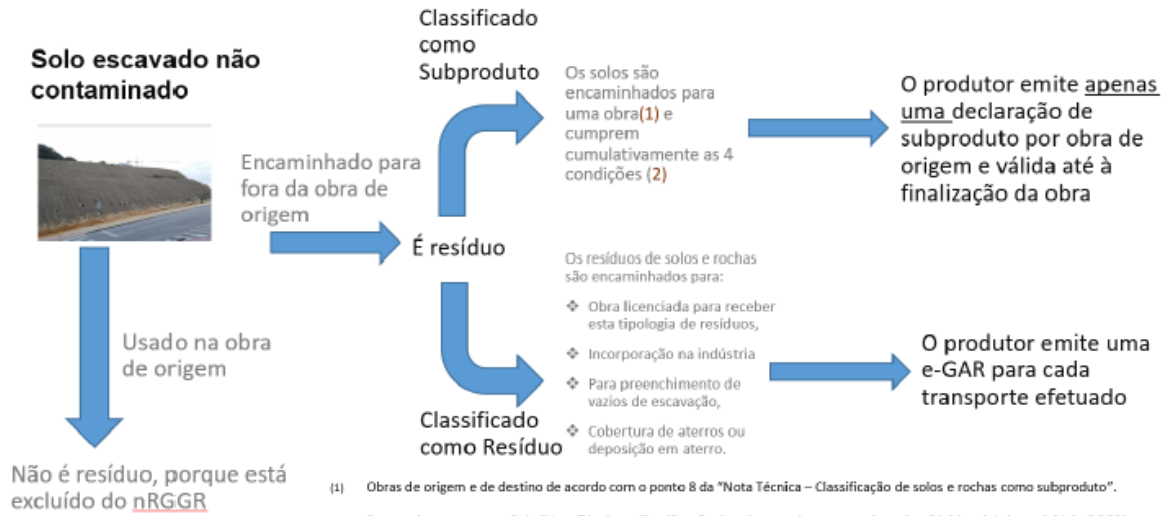 Solo escavado não
contaminado
Encaminhado para
fora da obra de
origem
Usado na obra
de origem
Não é resíduo, porque está
excluído do nRGGR
É resíduo
Classificado
como
Subproduto
Os solos são
encaminhados para
uma obra(1) e
cumprem
cumulativamente as 4
condições (2)
O produtor emite apenas
uma declaração de
subproduto por obra de
origem e válida até à
finalização da obra
Classificado
como Resíduo
Os resíduos de solos e rochas
são encaminhados para:
❖ Obra licenciada para receber
esta tipologia de resíduos,
❖ Incorporação na indústria
❖ Para preenchimento de
vazios de escavação,
❖ Cobertura de aterros ou
deposição em aterro.
O produtor emite uma
e-GAR para cada
transporte efetuado
(1) Obras de origem e de destino de acordo com o ponto 8 da “Nota Técnica – Classificação de solos e rochas como subproduto”.